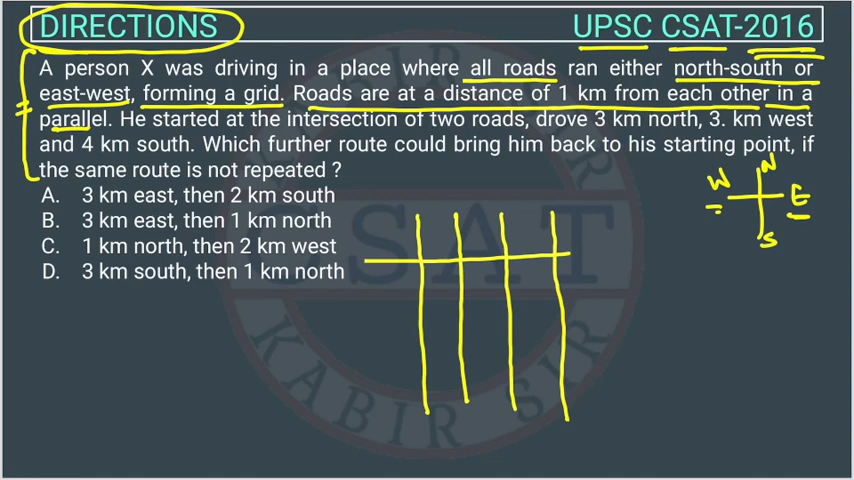 DIRECTIONS UPSC CSAT-2016
A person X was driving in a place where all roads ran either north-south or
east-west, forming a grid. Roads are at a distance of 1 km from each other in a
parallel. He started at the intersection of two roads, drove 3 km north, 3. km west
and 4 km south. Which further route could bring him back to his starting point, if
the same route is not repeated ?
A. 3 km east, then 2 km south
B. 3 km east, then 1 km north
C. 1 km north, then 2 km west
D. 3 km south, then 1 km north
N
W E
S
CSAT
KABIR SIR